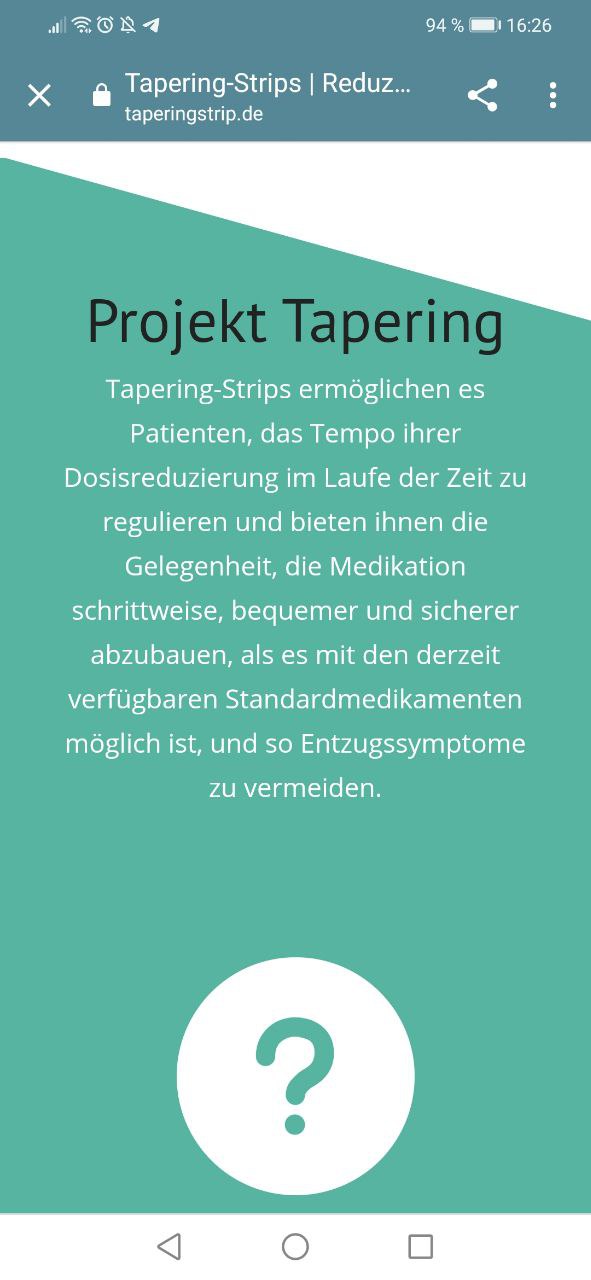 94 % 16:26
Tapering-Strips | Reduz...
taperingstrip.de
Projekt Tapering
Tapering-Strips ermöglichen es
Patienten, das Tempo ihrer
Dosisreduzierung im Laufe der Zeit zu
regulieren und bieten ihnen die
Gelegenheit, die Medikation
schrittweise, bequemer und sicherer
abzubauen, als es mit den derzeit
verfügbaren Standardmedikamenten
möglich ist, und so Entzugssymptome
zu vermeiden.
?